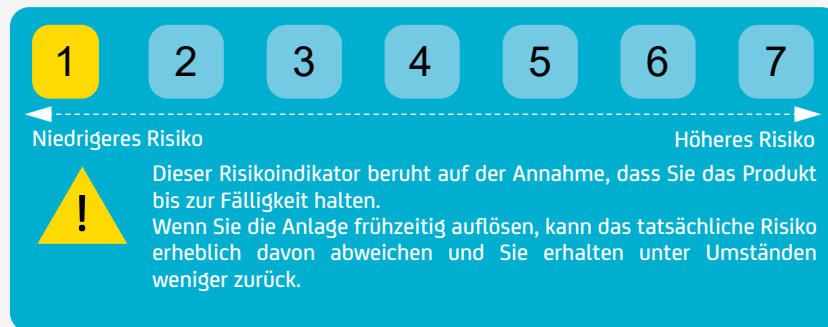 1 2 3 4 5 6 7
Niedrigeres Risiko Höheres Risiko
Dieser Risikoindikator beruht auf der Annahme, dass Sie das Produkt
bis zur Fälligkeit halten.
!
Wenn Sie die Anlage frühzeitig auflösen, kann das tatsächliche Risiko
erheblich davon abweichen und Sie erhalten unter Umständen
weniger zurück.